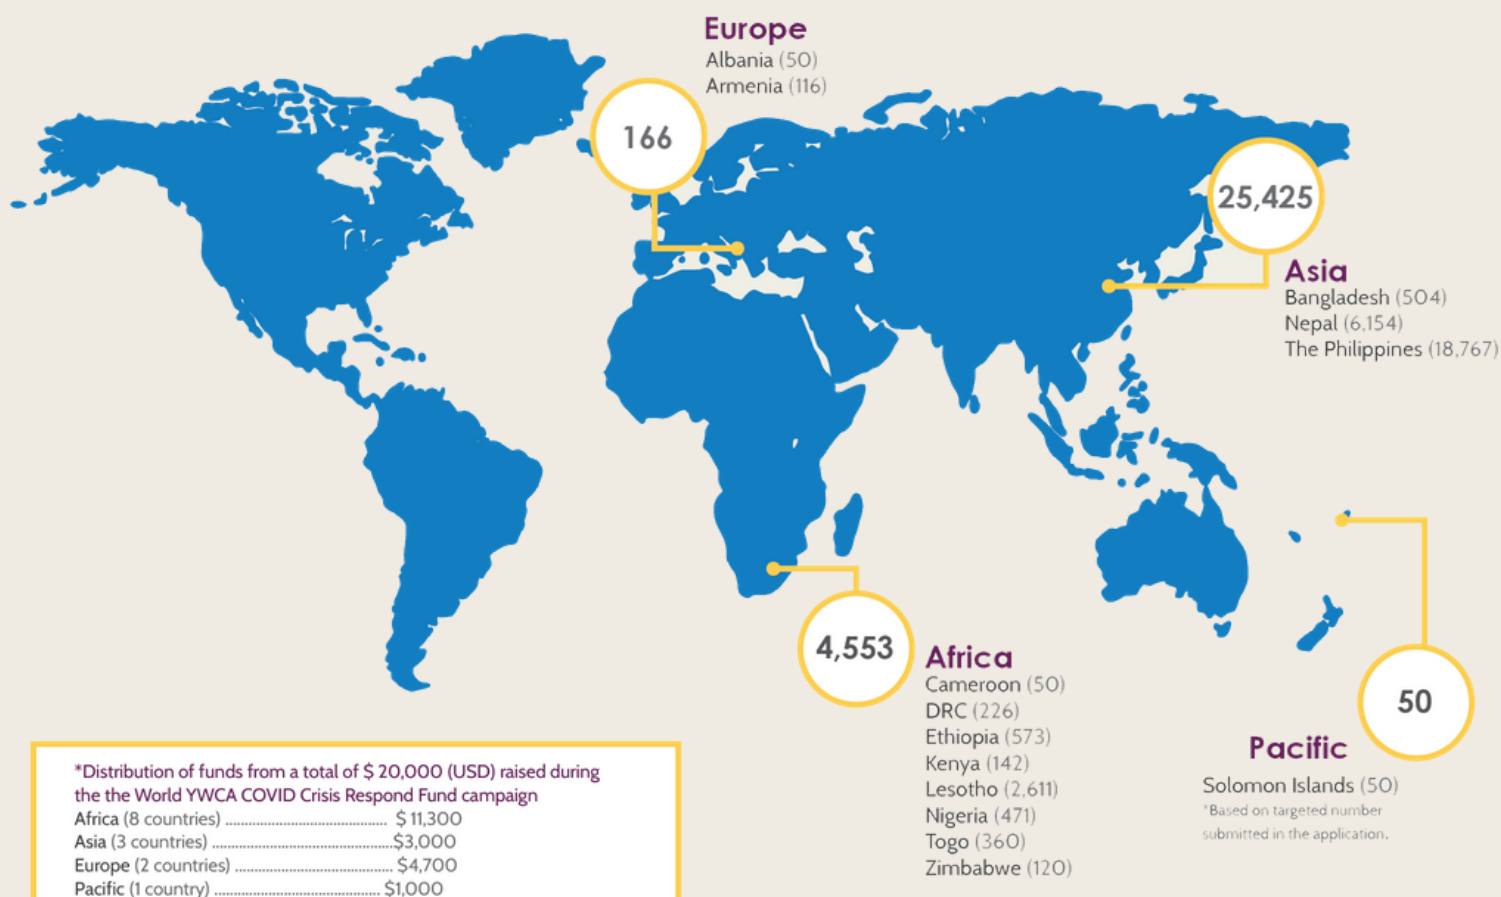 Europe
Albania (50)
Armenia (116)
166
25,425
Asia
Bangladesh (504)
Nepal (6,154)
The Philippines (18,767)
4,553
Africa
Cameroon (50)
DRC (226)
Ethiopia (573)
Kenya (142)
Lesotho (2,611)
Nigeria (471)
Togo (360)
Zimbabwe (120)
50
Pacific
Solomon Islands (50)
*Based on targeted number
submitted in the application.
*Distribution of funds from a total of $ 20,000 (USD) raised during
the the World YWCA COVID Crisis Respond Fund campaign
Africa (8 countries) ............................................ $ 11,300
Asia (3 countries) .................................................$3,000
Europe (2 countries) ........................................... $4,700
Pacific (1 country) ............................................. $1,000